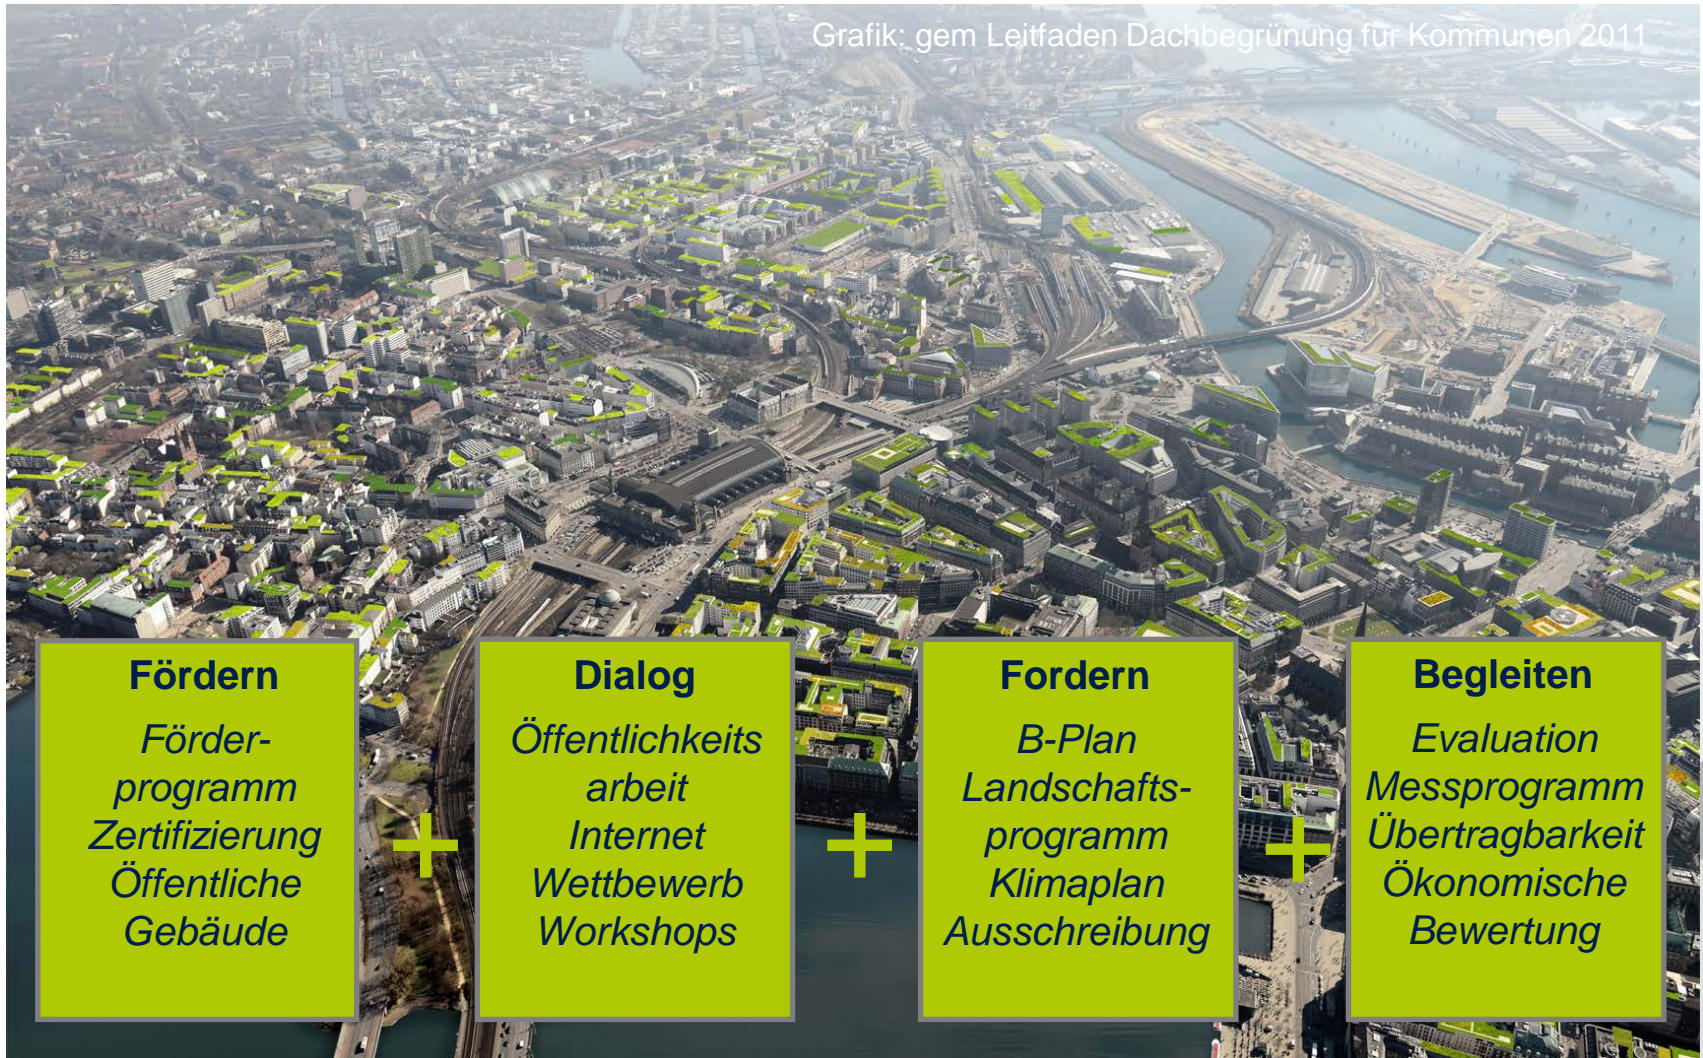 Grafik: gem Leitfaden Dachbegrünung für Kommunen 2011
Fördern
Förder-
programm
Zertifizierung
Öffentliche
Gebäude
+
Dialog
Öffentlichkeits
arbeit
Internet
Wettbewerb
Workshops
+
Fordern
B-Plan
Landschafts-
programm
Klimaplan
Ausschreibung
+
Begleiten
Evaluation
Messprogramm
Übertragbarkeit
Ökonomische
Bewertung